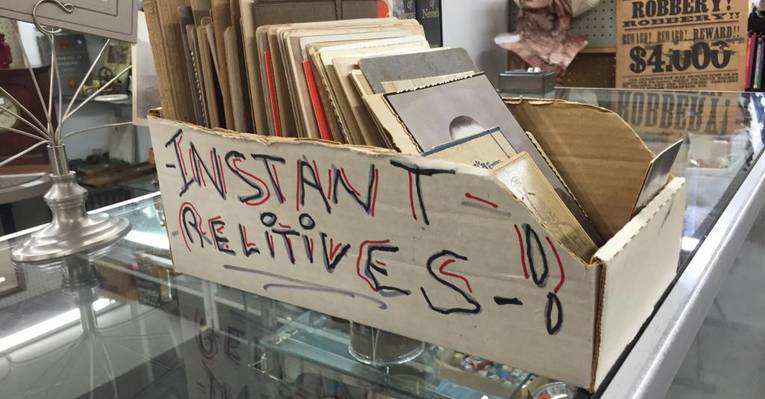 -INSTANT-
-RELITIVES-!
ROBBERY!
ROBBERY!!
REWARD! REWARD!!
$4,000